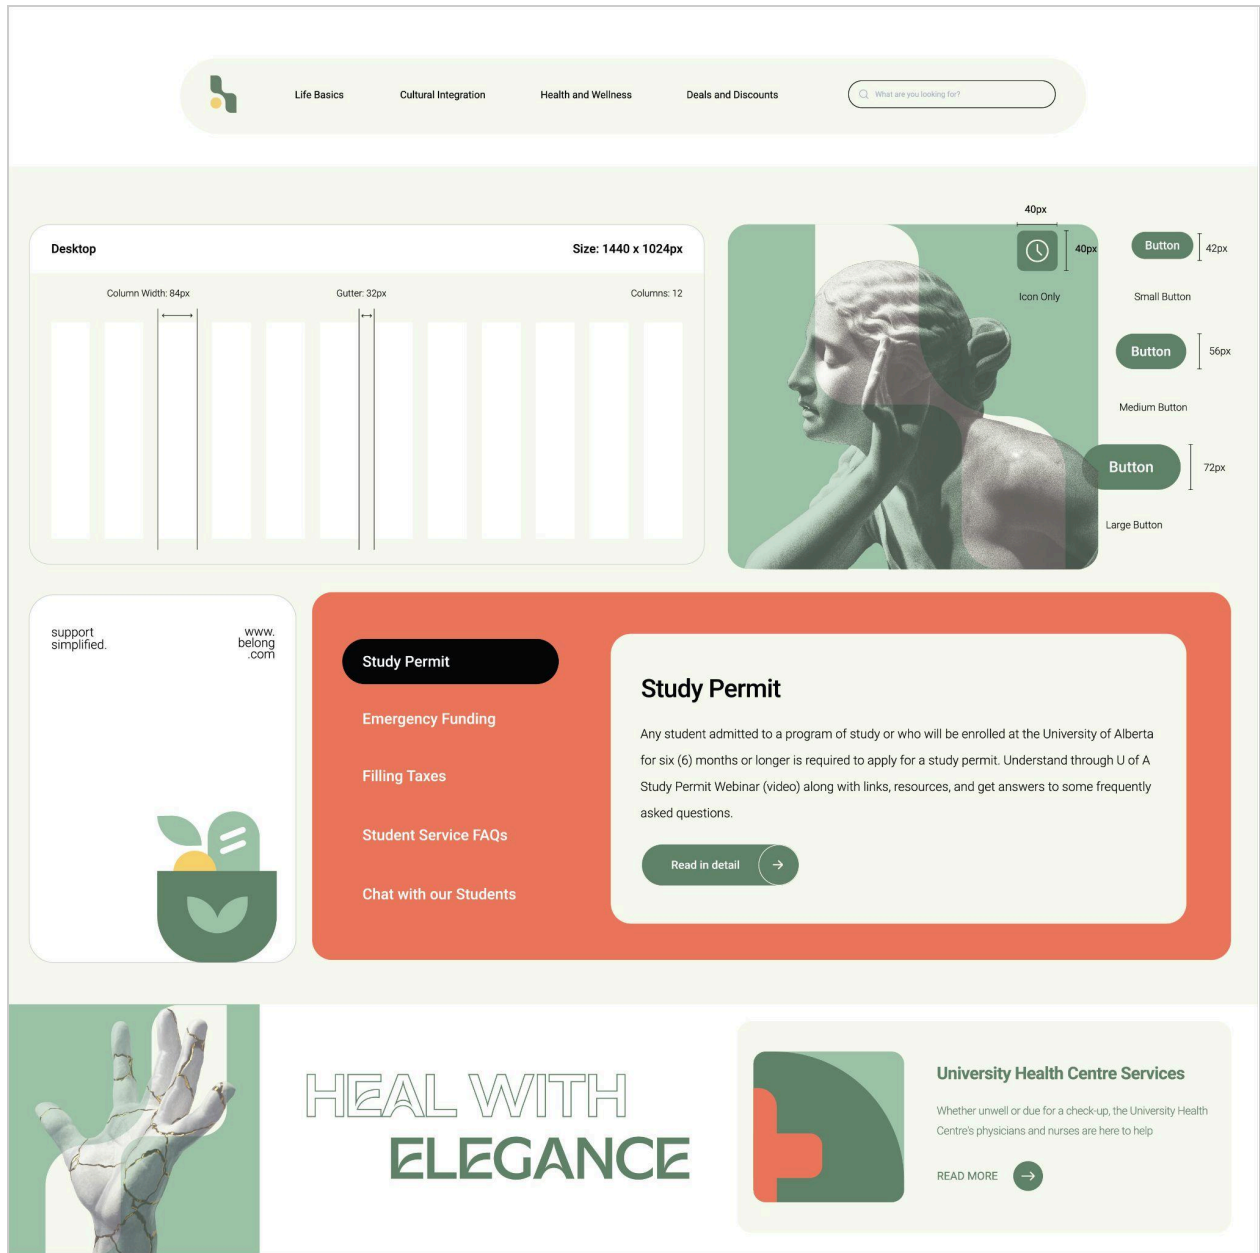 Life Basics
Cultural Integration
Health and Wellness
Deals and Discounts
What are you looking for?
Desktop
Size: 1440 x 1024px
Column Width: 84px
Gutter: 32px
Columns: 12
40px
40px
Icon Only
Button
42px
Small Button
Button
56px
Medium Button
Button
72px
Large Button
support
simplified.
www.
belong
.com
Study Permit
Emergency Funding
Filling Taxes
Student Service FAQs
Chat with our Students
Study Permit
Any student admitted to a program of study or who will be enrolled at the University of Alberta
for six (6) months or longer is required to apply for a study permit. Understand through U of A
Study Permit Webinar (video) along with links, resources, and get answers to some frequently
asked questions.
Read in detail
HEAL WITH
ELEGANCE
University Health Centre Services
Whether unwell or due for a check-up, the University Health
Centre's physicians and nurses are here to help
READ MORE